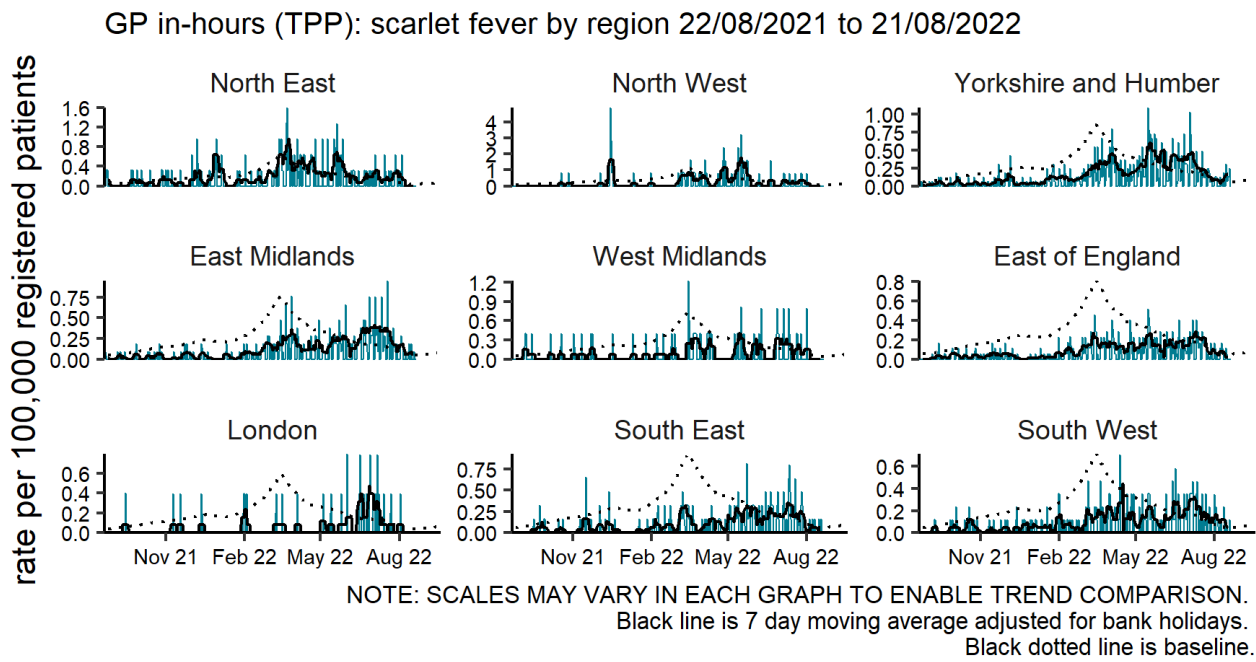 GP in-hours (TPP): scarlet fever by region 22/08/2021 to 21/08/2022
rate per 100,000 registered patients
North East
1.6
1.2
0.8
0.4
0.0
North West
4
3
2
1
0
Yorkshire and Humber
1.00
0.75
0.50
0.25
0.00
East Midlands
0.75
0.50
0.25
0.00
West Midlands
1.2
0.9
0.6
0.3
0.0
East of England
0.8
0.6
0.4
0.2
0.0
London
0.6
0.4
0.2
0.0
Nov 21 Feb 22 May 22 Aug 22
South East
0.75
0.50
0.25
0.00
Nov 21 Feb 22 May 22 Aug 22
South West
0.6
0.4
0.2
0.0
Nov 21 Feb 22 May 22 Aug 22
NOTE: SCALES MAY VARY IN EACH GRAPH TO ENABLE TREND COMPARISON.
Black line is 7 day moving average adjusted for bank holidays.
Black dotted line is baseline.